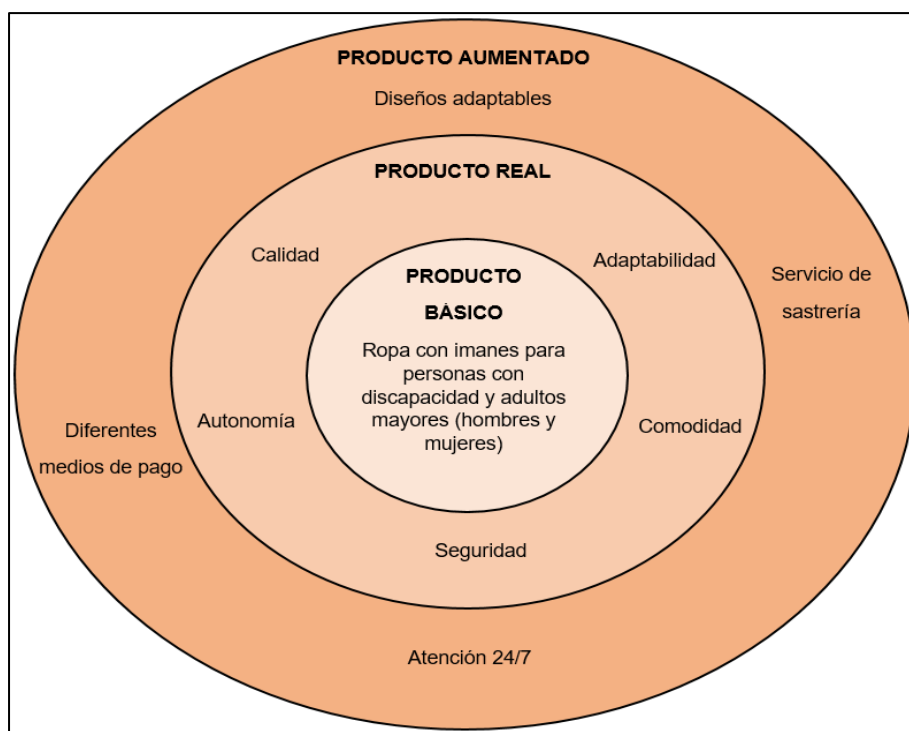 PRODUCTO AUMENTADO
Diseños adaptables
PRODUCTO REAL
Calidad
Adaptabilidad
PRODUCTO
BÁSICO
Ropa con imanes para
personas con
discapacidad y adultos
mayores (hombres y
mujeres)
Servicio de
sastrería
Autonomía
Comodidad
Diferentes
medios de pago
Seguridad
Atención 24/7